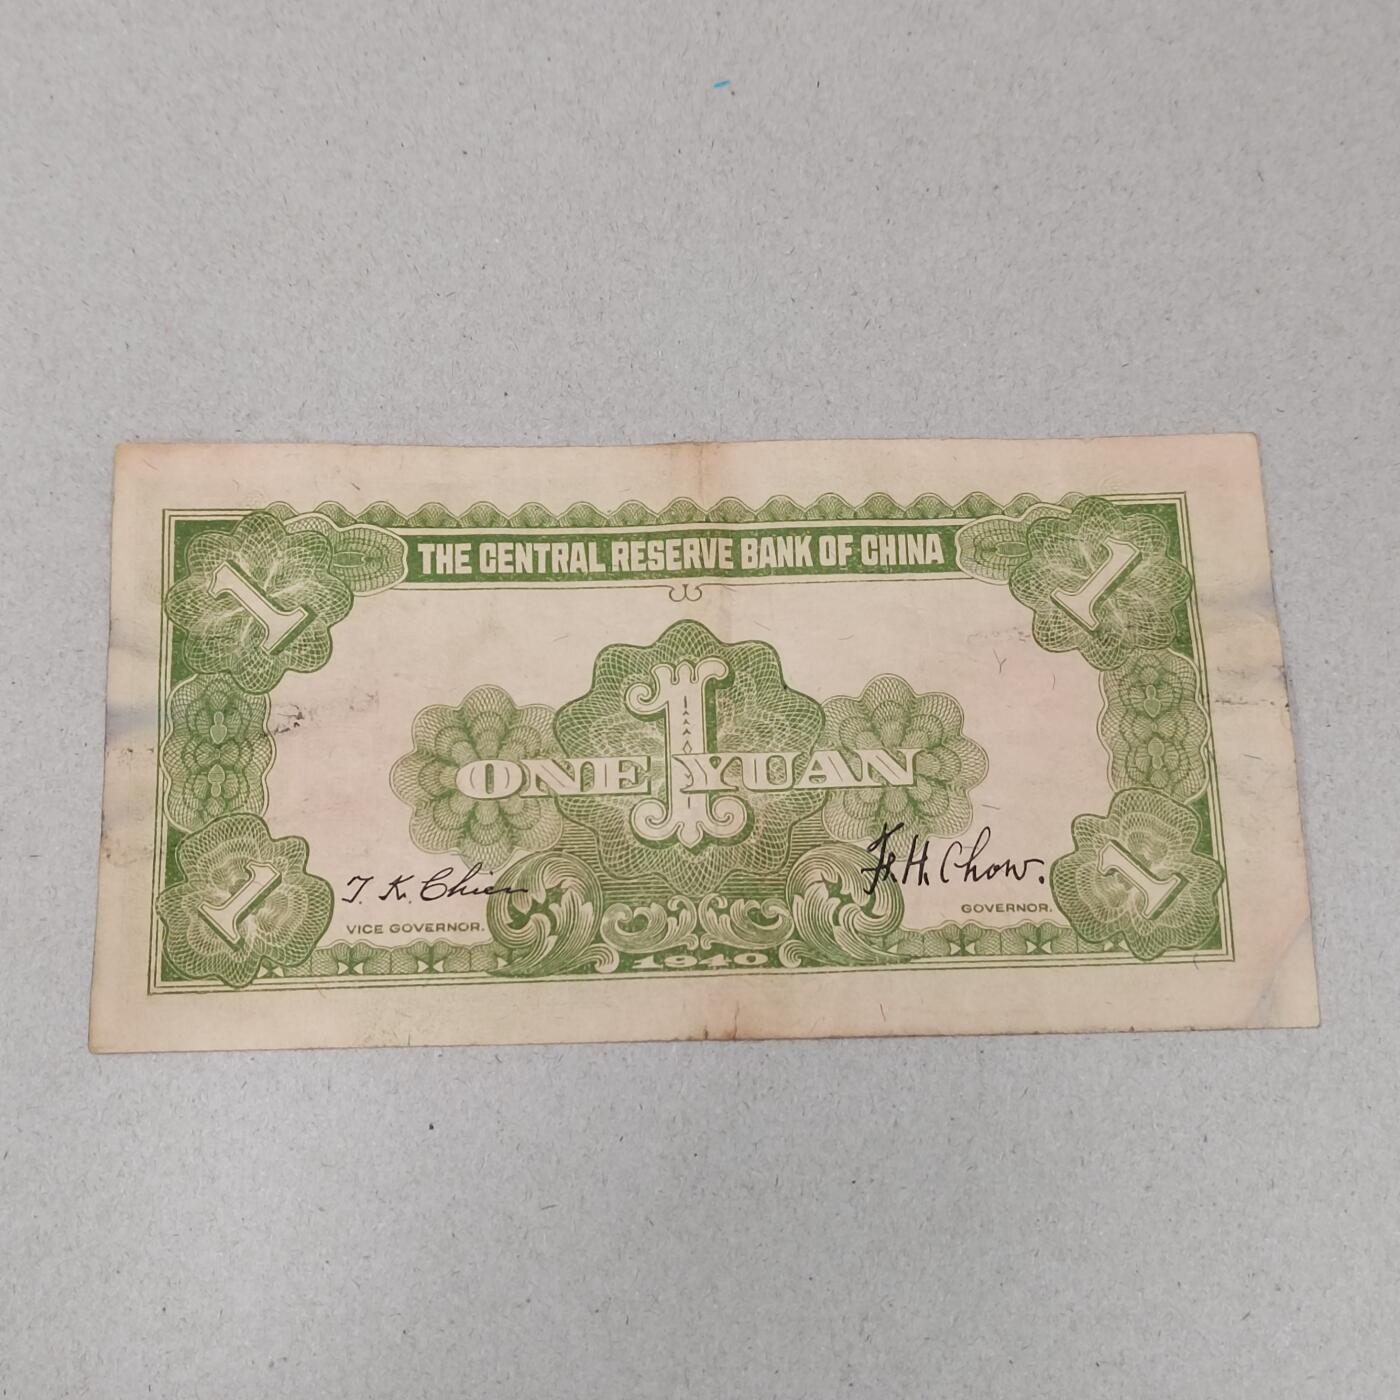 THE CENTRAL RESERVE BANK OF CHINA
1 1
1
ONE YUAN
T. K. Chien F. H. Chow.
VICE GOVERNOR. GOVERNOR.
1 1
1940